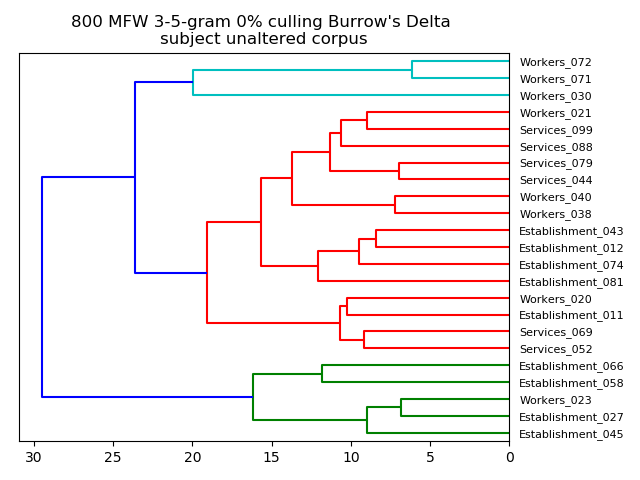 800 MFW 3-5-gram 0% culling Burrow's Delta
subject unaltered corpus
Workers_072
Workers_071
Workers_030
Workers_021
Services_099
Services_088
Services_079
Services_044
Workers_040
Workers_038
Establishment_043
Establishment_012
Establishment_074
Establishment_081
Workers_020
Establishment_011
Services_069
Services_052
Establishment_066
Establishment_058
Workers_023
Establishment_027
Establishment_045
30 25 20 15 10 5 0